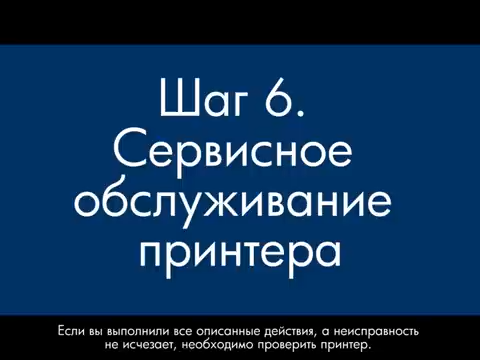 Шаг 6.
Сервисное
обслуживание
принтера
Если вы выполнили все описанные действия, а неисправность
не исчезает, необходимо проверить принтер.